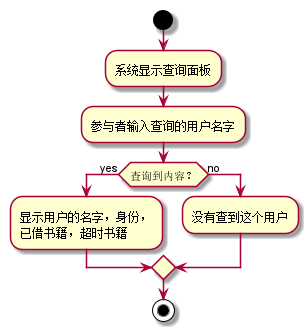 系统显示查询面板
参与者输入查询的用户名字
yes
查询到内容？
no
显示用户的名字，身份，
已借书籍，超时书籍
没有查到这个用户